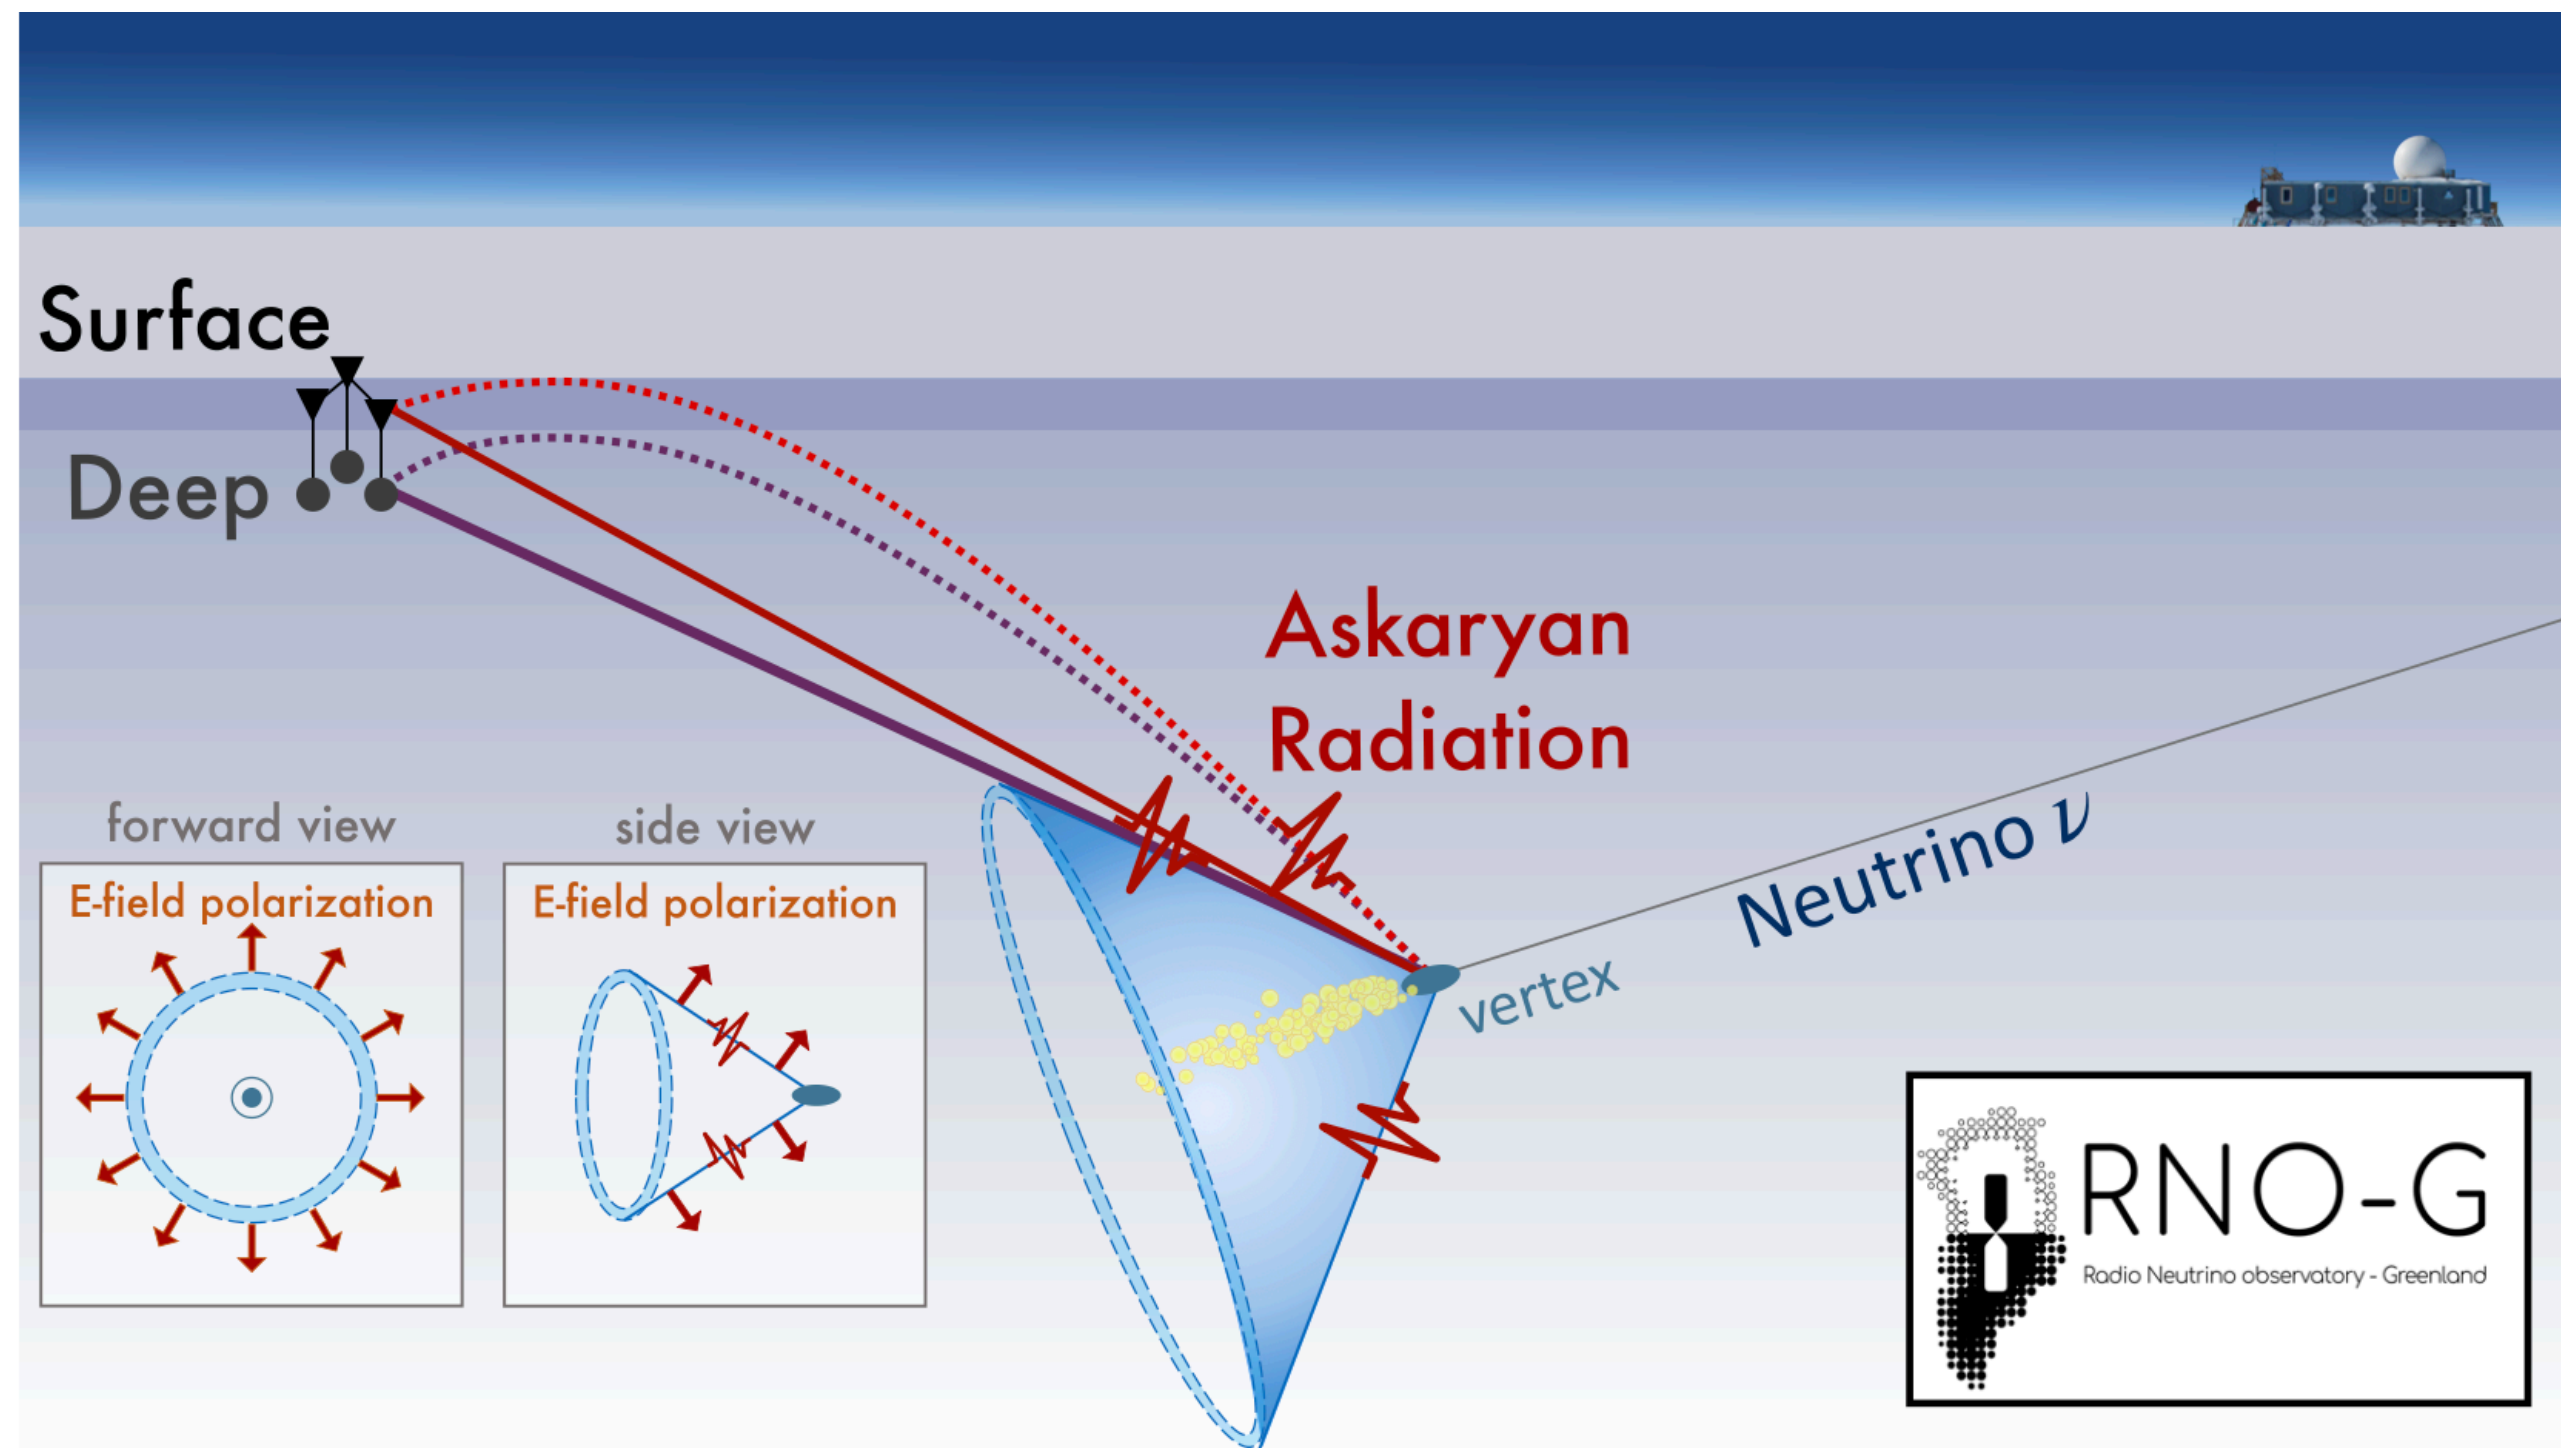 Surface
Deep
Askaryan
Radiation
Neutrino ν
vertex
forward view
E-field polarization
side view
E-field polarization
RNO-G
Radio Neutrino observatory - Greenland